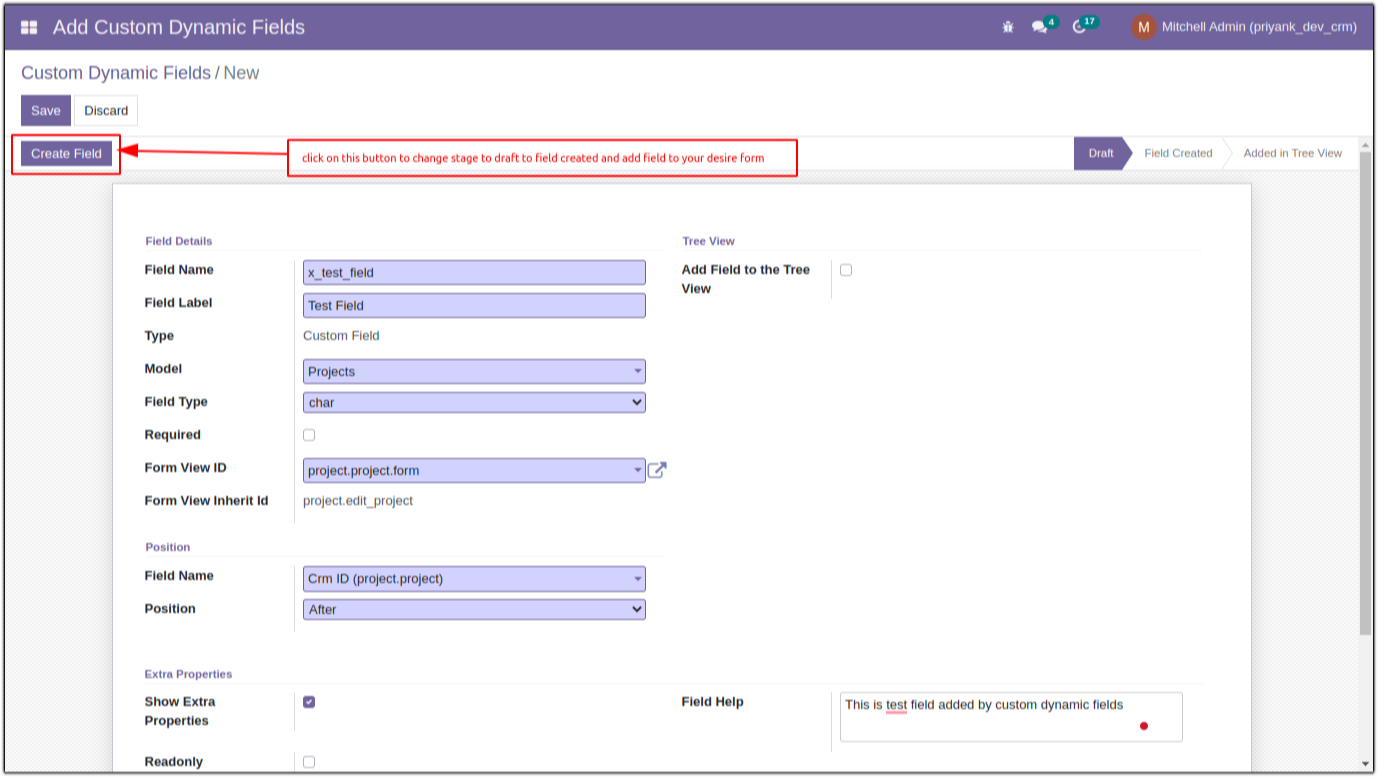 Add Custom Dynamic Fields
4
17
M
Mitchell Admin (priyank_dev_crm)
Custom Dynamic Fields / New
Save
Discard
Create Field
click on this button to change stage to draft to field created and add field to your desire form
Draft
Field Created
Added in Tree View
Field Details
Field Name
x_test_field
Field Label
Test Field
Type
Custom Field
Model
Projects
Field Type
char
Required
Form View ID
project.project.form
Form View Inherit Id
project.edit_project
Tree View
Add Field to the Tree
View
Position
Field Name
Crm ID (project.project)
Position
After
Extra Properties
Show Extra
Properties
Readonly
Field Help
This is test field added by custom dynamic fields